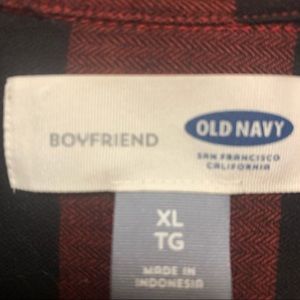 BOYFRIEND
OLD NAVY
SAN FRANCISCO
CALIFORNIA
XL
TG
MADE IN
INDONESIA